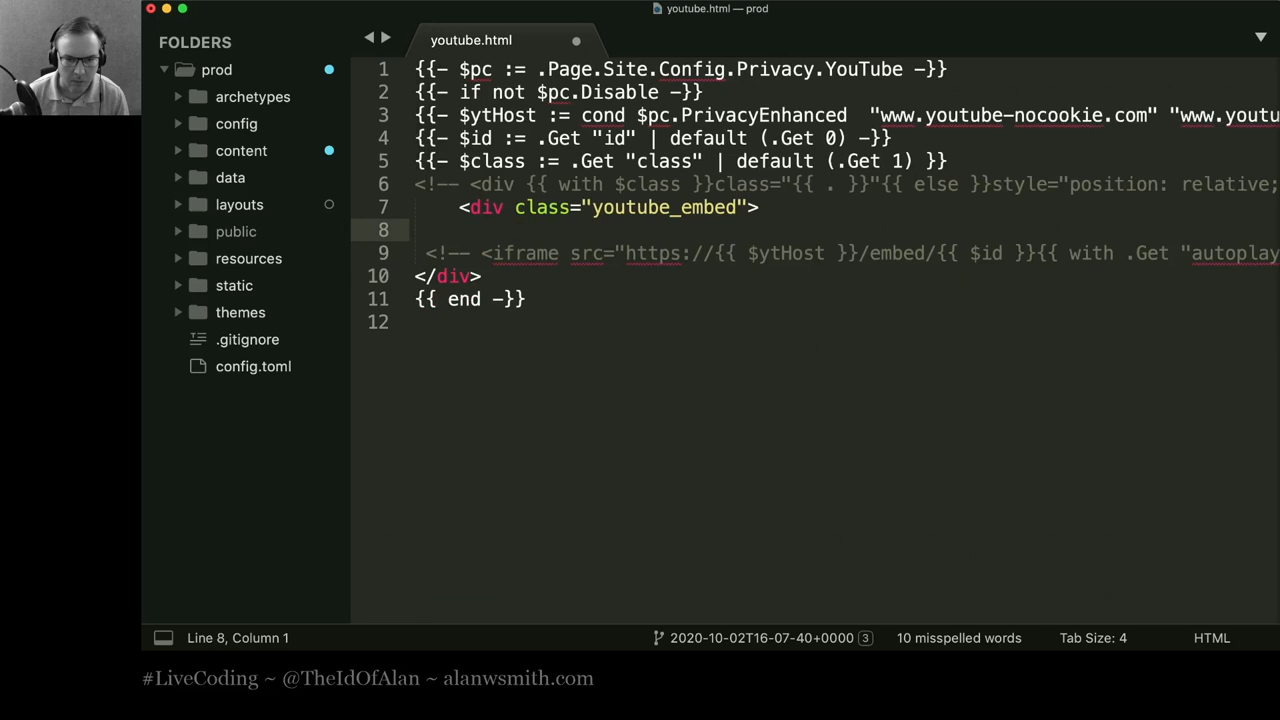 youtube.html — prod
FOLDERS
prod
archetypes
config
content
data
layouts
public
resources
static
themes
.gitignore
config.toml
youtube.html
1 {{- $pc := .Page.Site.Config.Privacy.YouTube -}}
2 {{- if not $pc.Disable -}}
3 {{- $ytHost := cond $pc.PrivacyEnhanced  "www.youtube-nocookie.com" "www.youtu
4 {{- $id := .Get "id" | default (.Get 0) -}}
5 {{- $class := .Get "class" | default (.Get 1) }}
6 <!-- <div {{ with $class }}class="{{ . }}"{{ else }}style="position: relative;
7 <div class="youtube_embed">
8
9 <!-- <iframe src="https://{{ $ytHost }}/embed/{{ $id }}{{ with .Get "autoplay
10 </div>
11 {{ end -}}
12
Line 8, Column 1
2020-10-02T16-07-40+0000 3
10 misspelled words
Tab Size: 4
HTML
#LiveCoding ~ @TheIdOfAlan ~ alanwsmith.com